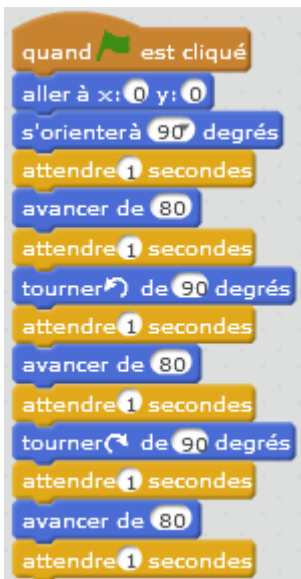 quand est cliqué
aller à x: 0 y: 0
s'orienter à 90 degrés
attendre 1 secondes
avancer de 80
attendre 1 secondes
tourner de 90 degrés
attendre 1 secondes
avancer de 80
attendre 1 secondes
tourner de 90 degrés
attendre 1 secondes
avancer de 80
attendre 1 secondes